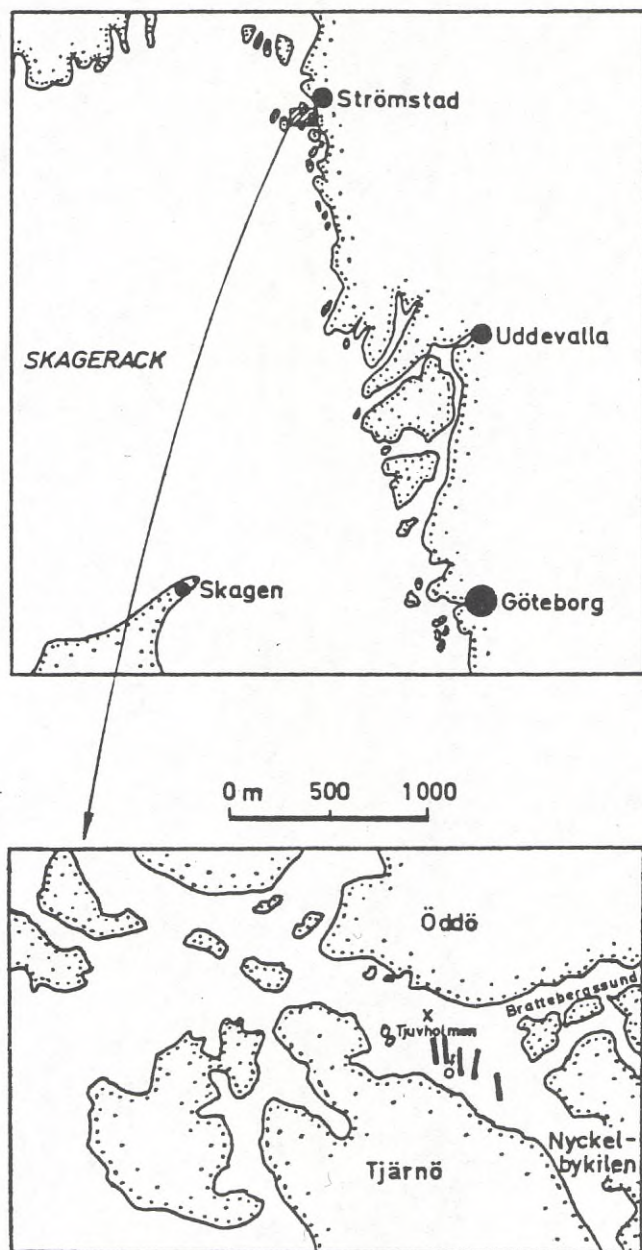 Strömstad
Uddevalla
SKAGERACK
Skagen
Göteborg
0 m 500 1000
Öddö
Brattebergssund
x
Tjuvholmen
Nyckel-
bykilen
Tjärnö